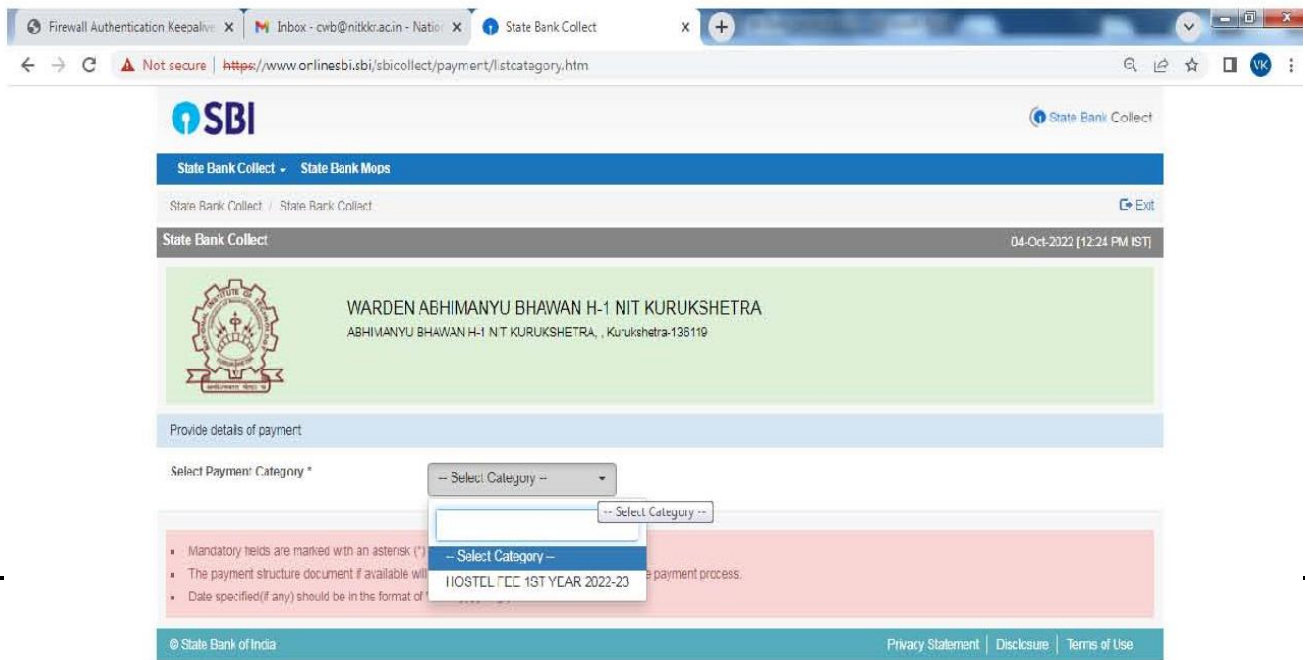 Firewall Authentication Keepalive
Inbox - cwb@nitkkr.ac.in - Natio
State Bank Collect
Not secure | https://www.onlinesbi.sbi/sbicollect/payment/listcategory.htm
VK
SBI
State Bank Collect
State Bank Collect State Bank Mops
State Bank Collect / State Bank Collect
Exit
State Bank Collect
04-Oct-2022 [12:24 PM IST]
WARDEN ABHIMANYU BHAWAN H-1 NIT KURUKSHETRA
ABHIMANYU BHAWAN H-1 NIT KURUKSHETRA, , Kurukshetra-136119
Provide details of payment
Select Payment Category *
-- Select Category --
-- Select Category --
-- Select Category --
HOSTEL FEE 1ST YEAR 2022-23
Mandatory fields are marked with an asterisk (*)
The payment structure document if available will e payment process.
Date specified(if any) should be in the format of '
© State Bank of India
Privacy Statement | Disclosure | Terms of Use